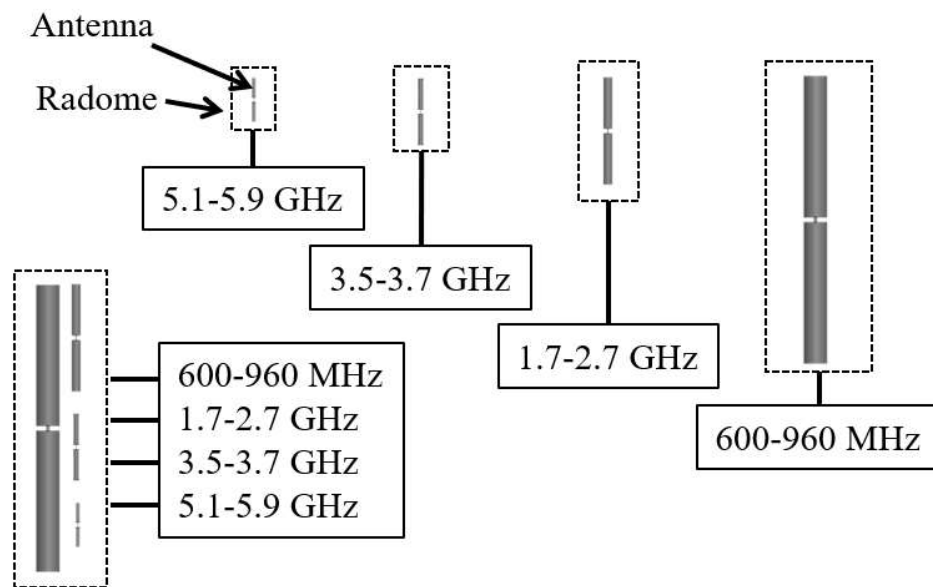 Antenna
Radome
5.1-5.9 GHz
3.5-3.7 GHz
1.7-2.7 GHz
600-960 MHz
600-960 MHz
1.7-2.7 GHz
3.5-3.7 GHz
5.1-5.9 GHz